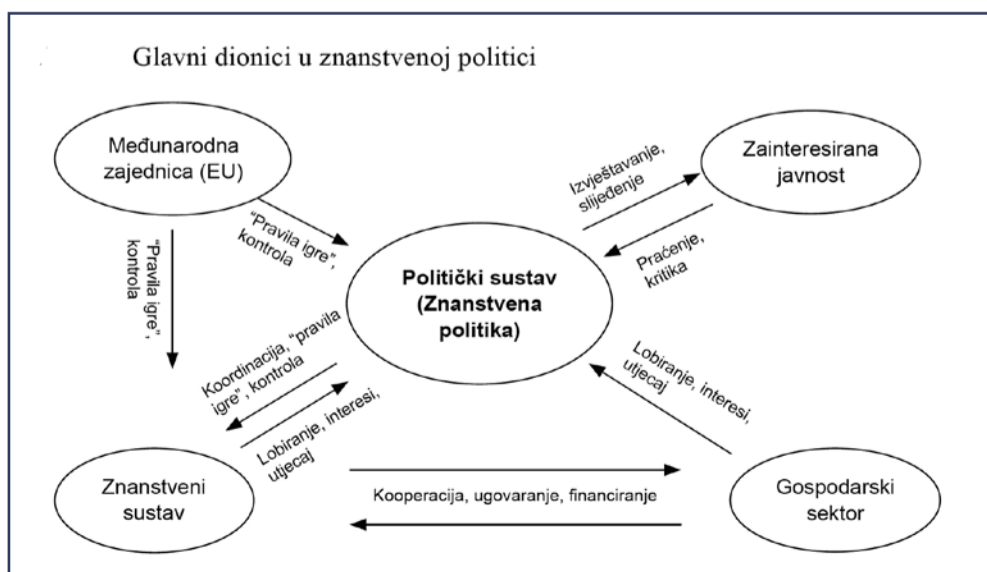 Glavni dionici u znanstvenoj politici
Međunarodna
zajednica (EU)
Zainteresirana
javnost
Izvještavanje,
slijeđenje
"Pravila igre",
kontrola
Praćenje,
kritika
"Pravila igre",
kontrola
Politički sustav
(Znanstvena
politika)
Koordinacija, "pravila
igre", kontrola
Lobiranje, interesi,
utjecaj
Lobiranje, interesi,
utjecaj
Znanstveni
sustav
Kooperacija, ugovaranje, financiranje
Gospodarski
sektor